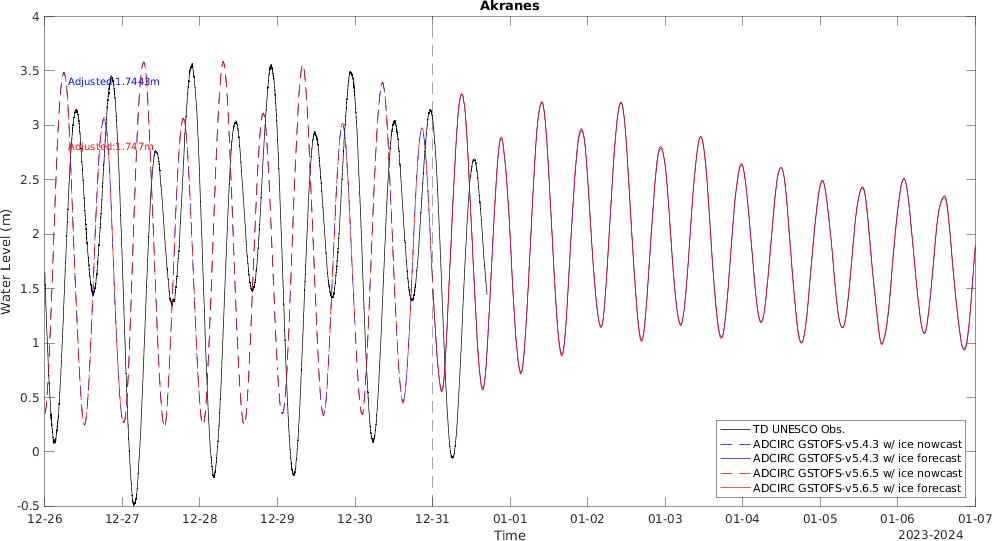 Akranes
4
3.5
3
2.5
2
1.5
1
0.5
0
-0.5
Water Level (m)
Adjusted:1.7443m
Adjusted:1.747m
TD UNESCO Obs.
ADCIRC GSTOFS-v5.4.3 w/ ice nowcast
ADCIRC GSTOFS-v5.4.3 w/ ice forecast
ADCIRC GSTOFS-v5.6.5 w/ ice nowcast
ADCIRC GSTOFS-v5.6.5 w/ ice forecast
12-26 12-27 12-28 12-29 12-30 12-31 01-01 01-02 01-03 01-04 01-05 01-06 01-07
Time
2023-2024